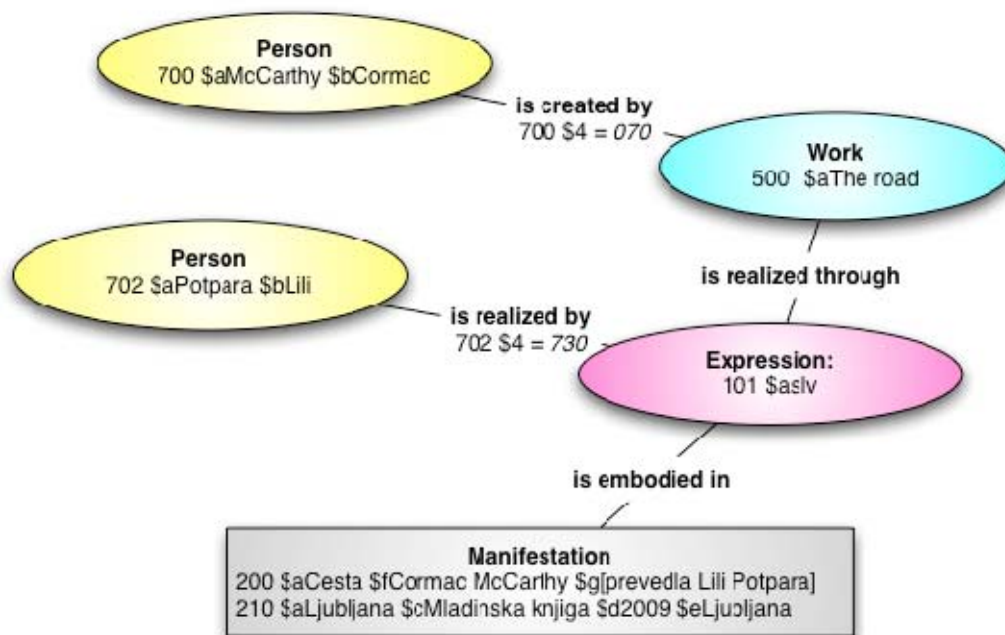 Person
700 $aMcCarthy $bCormac
is created by
700 $4 = 070
Work
500 $aThe road
Person
702 $aPotpara $bLili
is realized through
is realized by
702 $4 = 730
Expression:
101 $aslv
is embodied in
Manifestation
200 $aCesta $fCormac McCarthy $g[prevedla Lili Potpara]
210 $aLjubljana $cMladinska knjiga $d2009 $eLjubljana